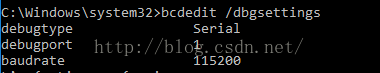 C:\Windows\system32>bcdedit /dbgsettings
debugtype Serial
debugport 1
baudrate 115200
http://blog.csdn.net/